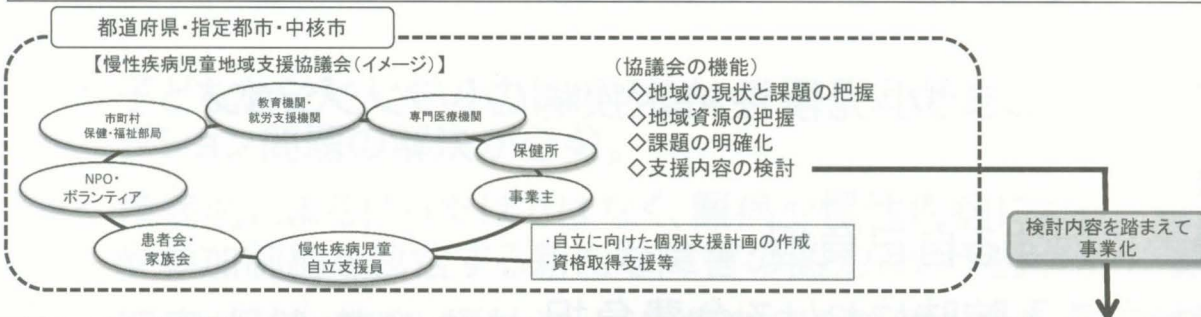 都道府県・指定都市・中核市
【慢性疾病児童地域支援協議会(イメージ)】
市町村
保健・福祉部局
教育機関・
就労支援機関
専門医療機関
保健所
事業主
慢性疾病児童
自立支援員
患者会・
家族会
NPO・
ボランティア
・自立に向けた個別支援計画の作成
・資格取得支援等
(協議会の機能)
◇地域の現状と課題の把握
◇地域資源の把握
◇課題の明確化
◇支援内容の検討
検討内容を踏まえて
事業化